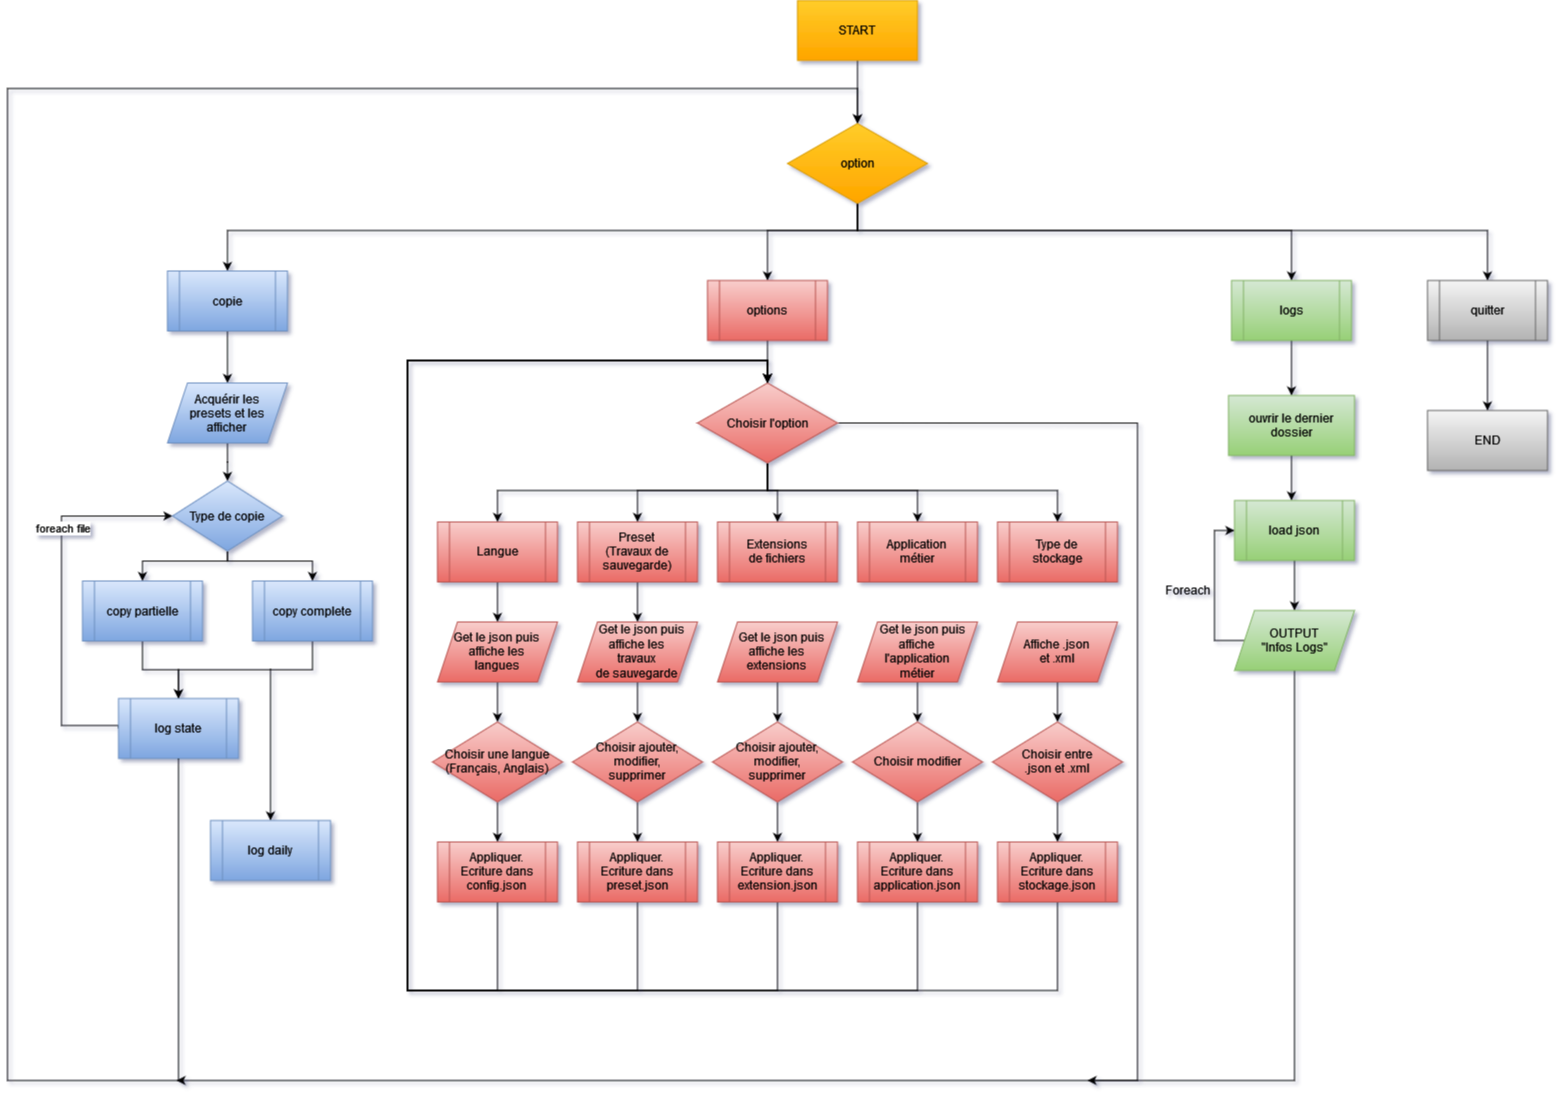 START
option
copie
options
logs
quitter
Acquérir les
presets et les
afficher
Choisir l'option
ouvrir le dernier
dossier
END
foreach file
Type de copie
Langue
Preset
(Travaux de
sauvegarde)
Extensions
de fichiers
Application
métier
Type de
stockage
load json
Foreach
copy partielle
copy complete
Get le json puis
affiche les
langues
Get le json puis
affiche les
travaux
de sauvegarde
Get le json puis
affiche les
extensions
Get le json puis
affiche
l'application
métier
Affiche .json
et .xml
OUTPUT
"Infos Logs"
log state
Choisir une langue
(Français, Anglais)
Choisir ajouter,
modifier,
supprimer
Choisir ajouter,
modifier,
supprimer
Choisir modifier
Choisir entre
.json et .xml
log daily
Appliquer.
Ecriture dans
config.json
Appliquer.
Ecriture dans
preset.json
Appliquer.
Ecriture dans
extension.json
Appliquer.
Ecriture dans
application.json
Appliquer.
Ecriture dans
stockage.json